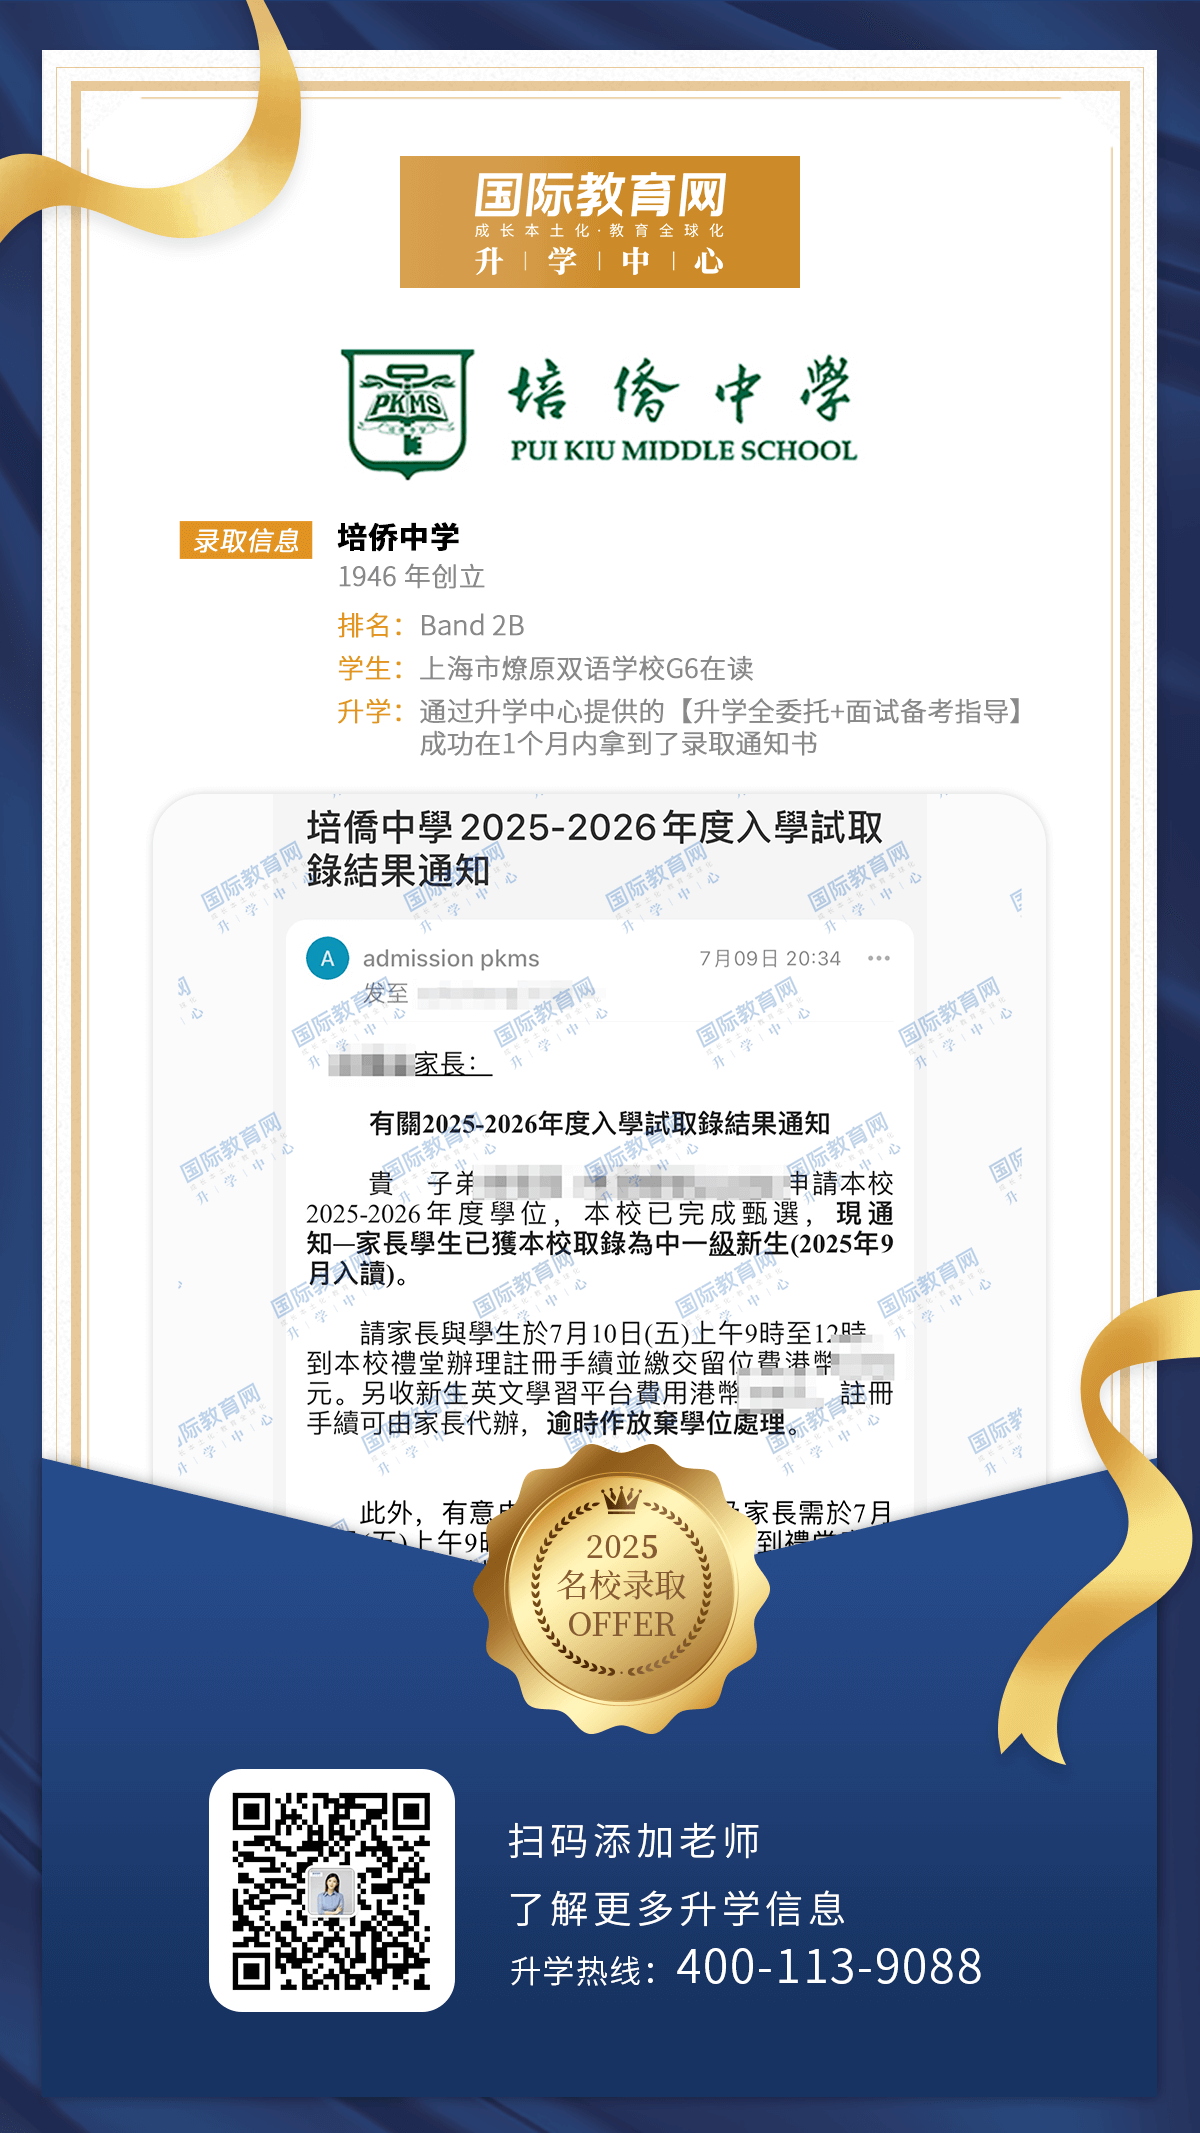 国际教育网
成长本土化·教育全球化
升|学|中|心
PKMS
培侨中学
PUI KIU MIDDLE SCHOOL
录取信息
培侨中学
1946 年创立
排名：Band 2B
学生：上海市燎原双语学校G6在读
升学：通过升学中心提供的【升学全委托+面试备考指导】
成功在1个月内拿到了录取通知书
培僑中學2025-2026年度入學試取
錄結果通知
A
admission pkms
7月09日 20:34
发至
家長：
有關2025-2026年度入學試取錄結果通知
貴 子弟 申請本校
2025-2026年度學位，本校已完成甄選，現通
知—家長學生已獲本校取錄為中一級新生(2025年9
月入讀)。
請家長與學生於7月10日(五)上午9時至12時
到本校禮堂辦理註冊手續並繳交留位費港幣
元。另收新生英文學習平台費用港幣 註冊
手續可由家長代辦，逾時作放棄學位處理。
此外，有意 家長需於7月
(五)上午9時 到禮堂
2025
名校录取
OFFER
扫码添加老师
了解更多升学信息
升学热线：400-113-9088